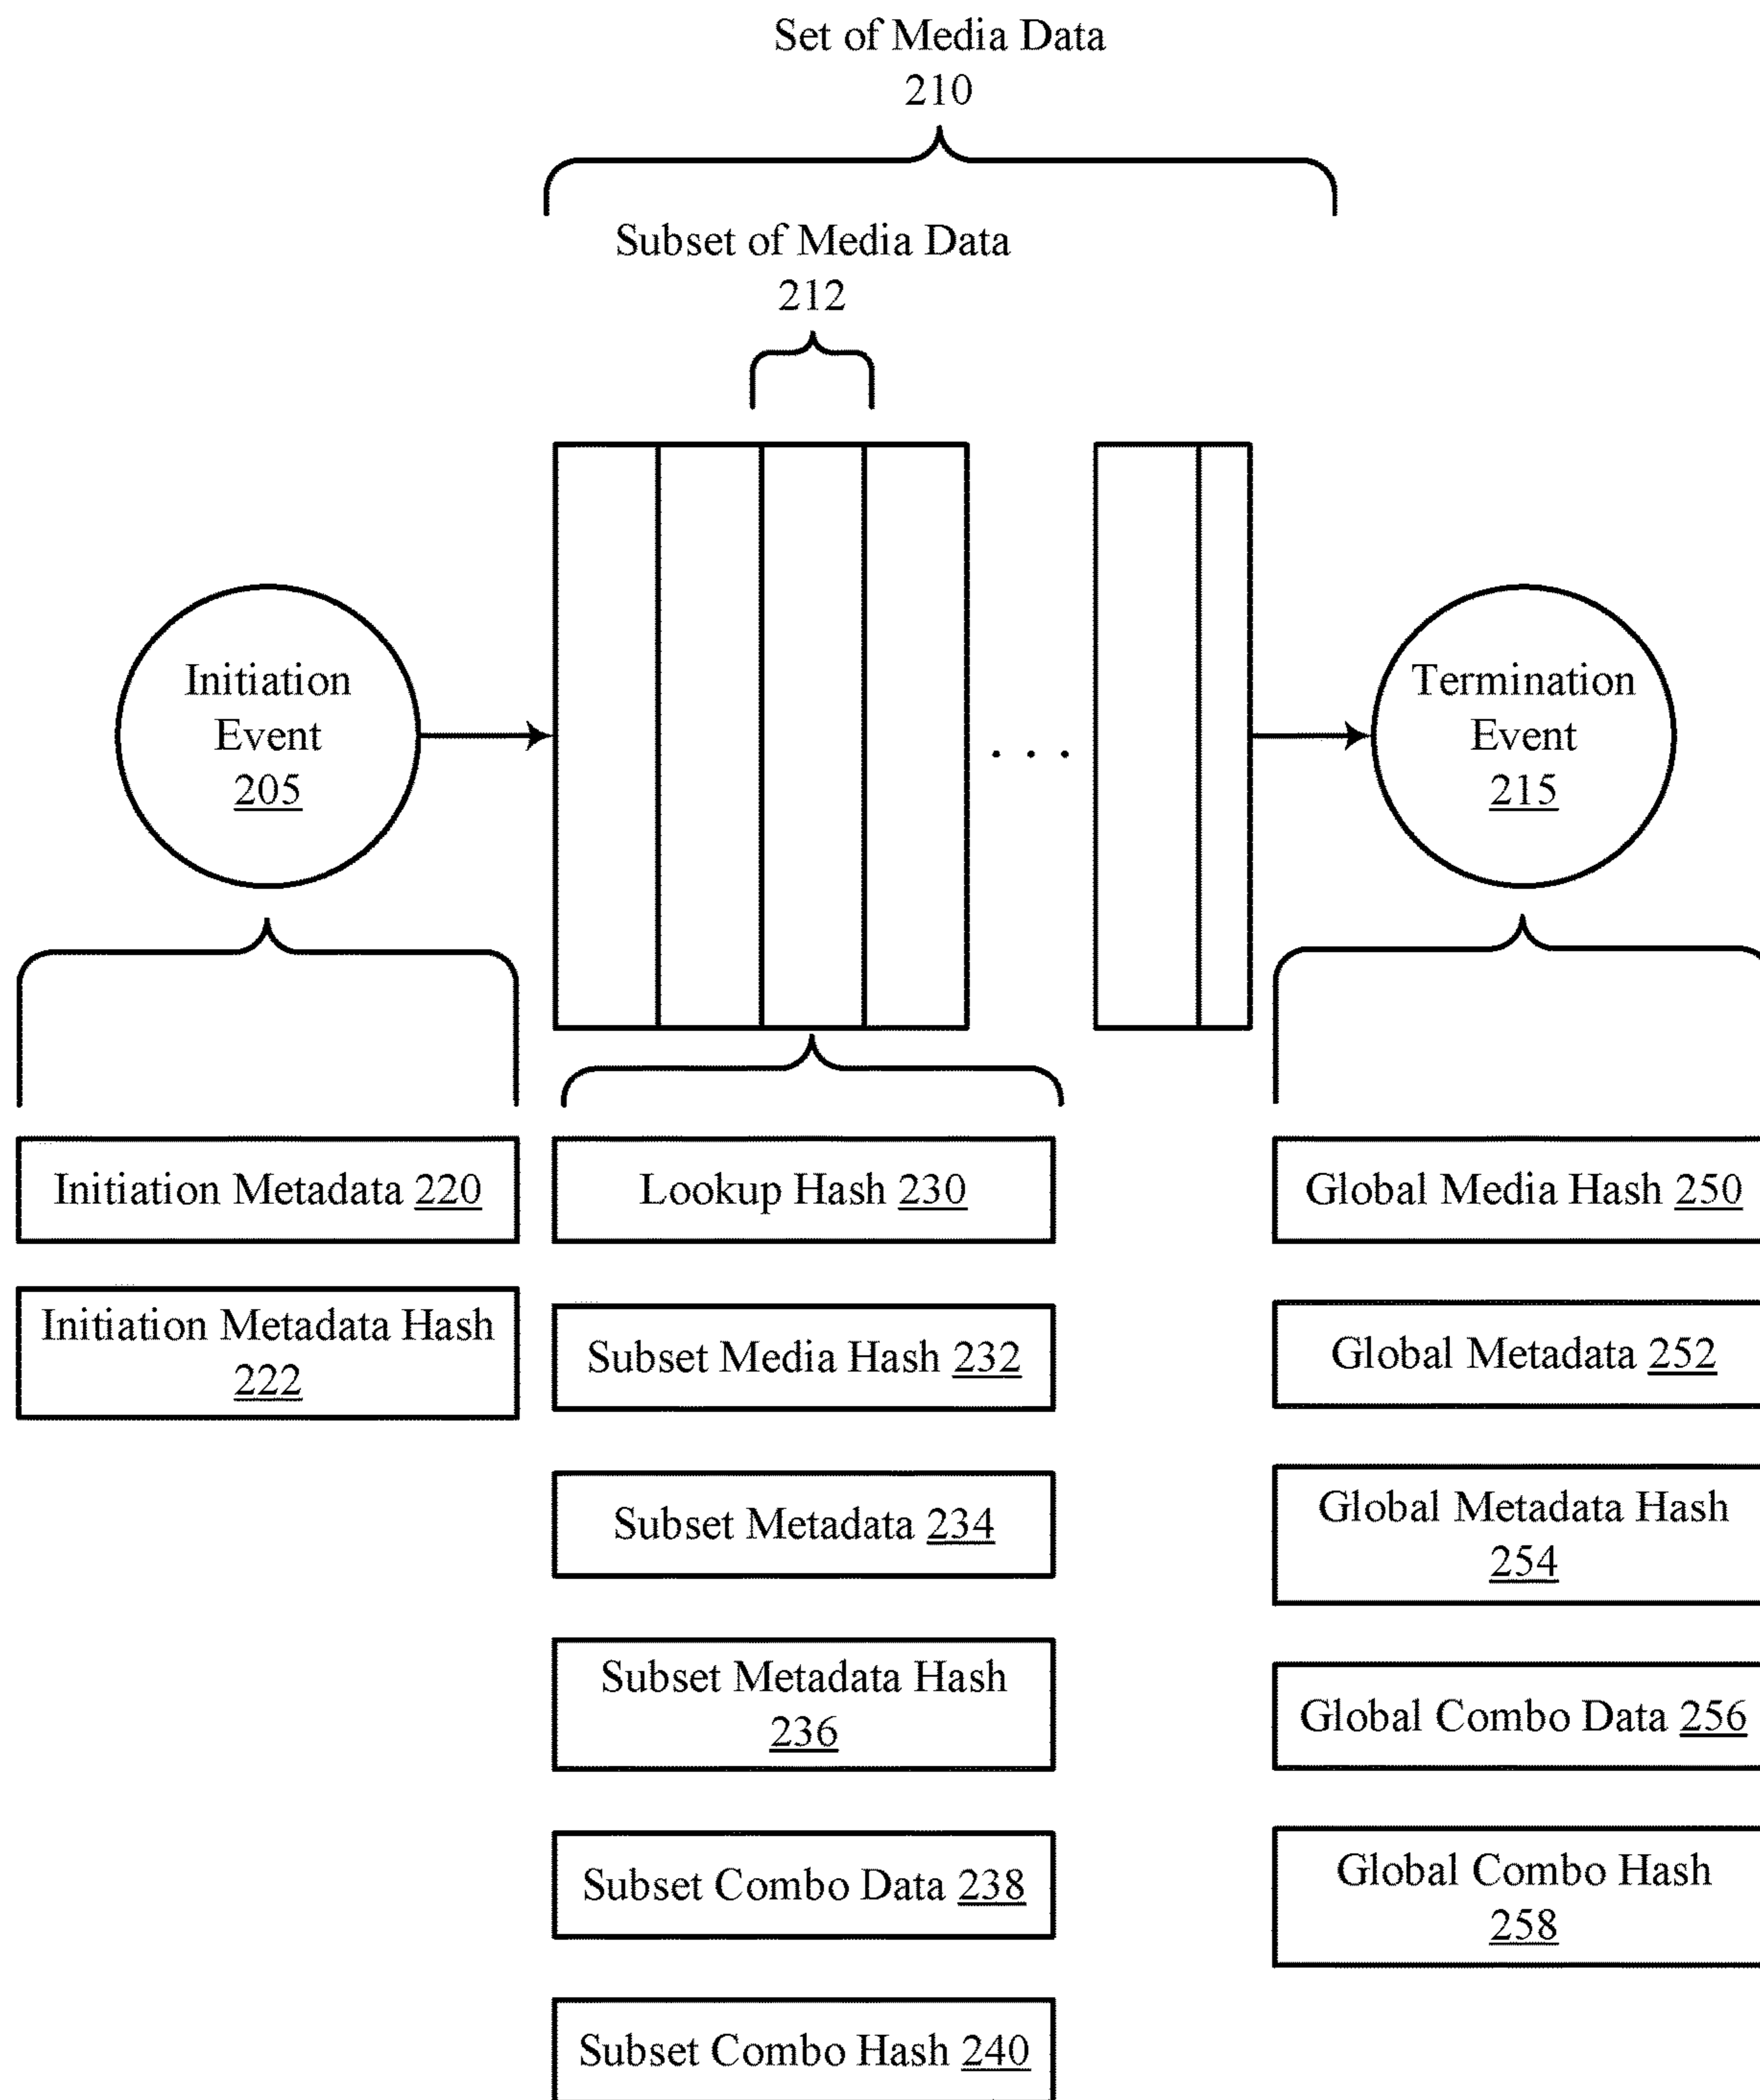 Set of Media Data
210
Subset of Media Data
212
Initiation
Event
205
. . .
Termination
Event
215
Initiation Metadata 220
Initiation Metadata Hash
222
Lookup Hash 230
Subset Media Hash 232
Subset Metadata 234
Subset Metadata Hash
236
Subset Combo Data 238
Subset Combo Hash 240
Global Media Hash 250
Global Metadata 252
Global Metadata Hash
254
Global Combo Data 256
Global Combo Hash
258